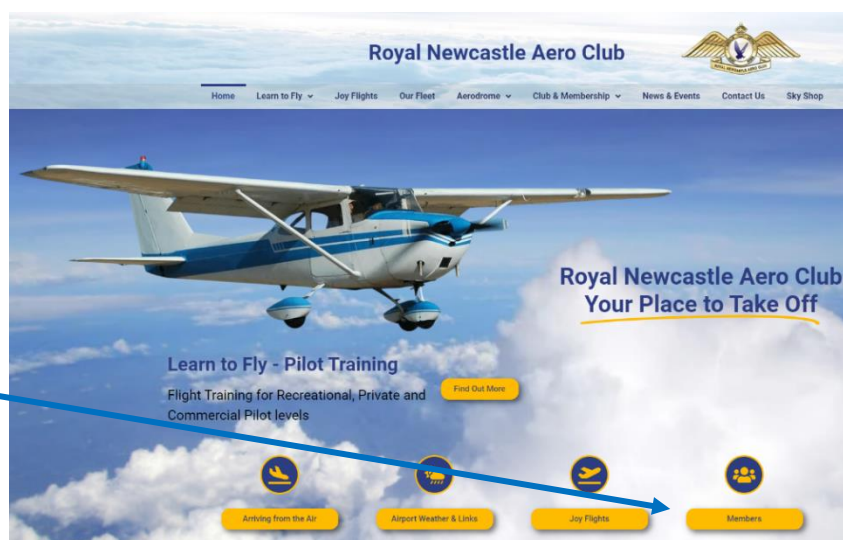 Royal Newcastle Aero Club
Home
Learn to Fly
Joy Flights
Our Fleet
Aerodrome
Club & Membership
News & Events
Contact Us
Sky Shop
Royal Newcastle Aero Club
Your Place to Take Off
Learn to Fly - Pilot Training
Flight Training for Recreational, Private and
Commercial Pilot levels
Find Out More
Arriving from the Air
Airport Weather & Links
Joy Flights
Members